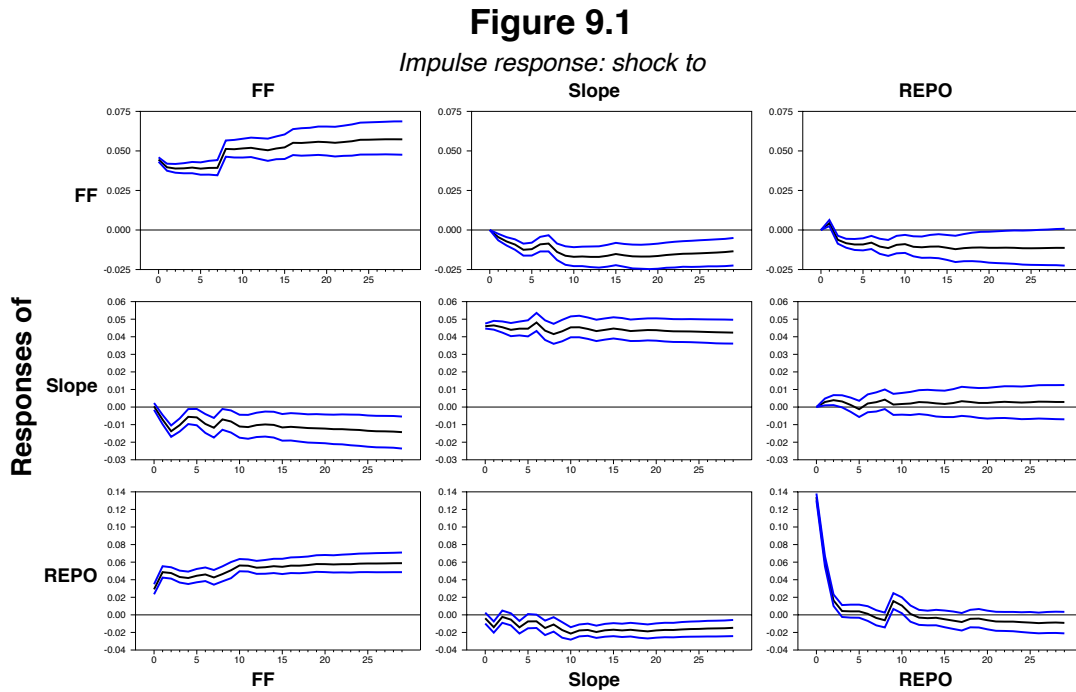 Figure 9.1
Impulse response: shock to
FF Slope REPO
Responses of
FF
0.075 0.050 0.025 0.000 -0.025
0 5 10 15 20 25
0.075 0.050 0.025 0.000 -0.025
0 5 10 15 20 25
0.075 0.050 0.025 0.000 -0.025
0 5 10 15 20 25
Slope
0.06 0.05 0.04 0.03 0.02 0.01 0.00 -0.01 -0.02 -0.03
0 5 10 15 20 25
0.06 0.05 0.04 0.03 0.02 0.01 0.00 -0.01 -0.02 -0.03
0 5 10 15 20 25
0.06 0.05 0.04 0.03 0.02 0.01 0.00 -0.01 -0.02 -0.03
0 5 10 15 20 25
REPO
0.14 0.12 0.10 0.08 0.06 0.04 0.02 0.00 -0.02 -0.04
0 5 10 15 20 25
0.14 0.12 0.10 0.08 0.06 0.04 0.02 0.00 -0.02 -0.04
0 5 10 15 20 25
0.14 0.12 0.10 0.08 0.06 0.04 0.02 0.00 -0.02 -0.04
0 5 10 15 20 25
FF Slope REPO